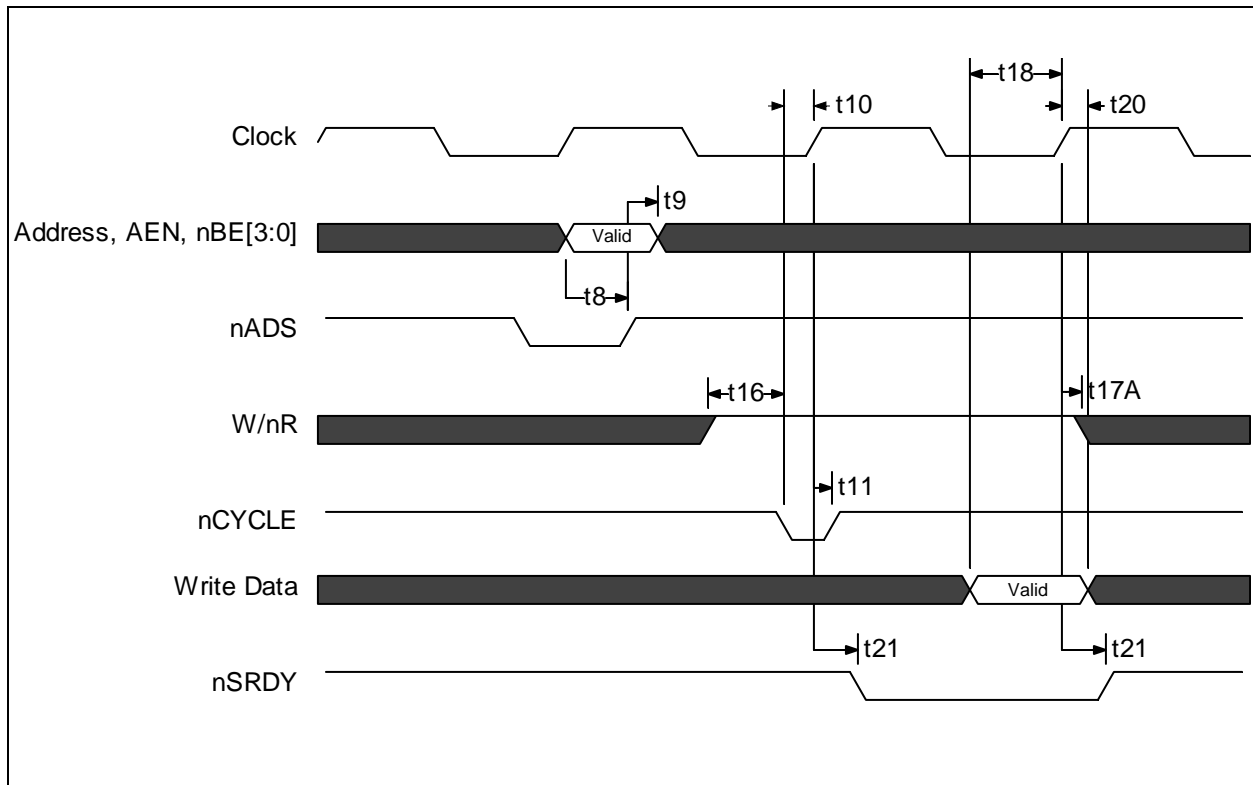 t18
t10
t20
Clock
t9
Address, AEN, nBE[3:0]
Valid
t8
nADS
t16
t17A
W/nR
t11
nCYCLE
Write Data
Valid
t21
t21
nSRDY